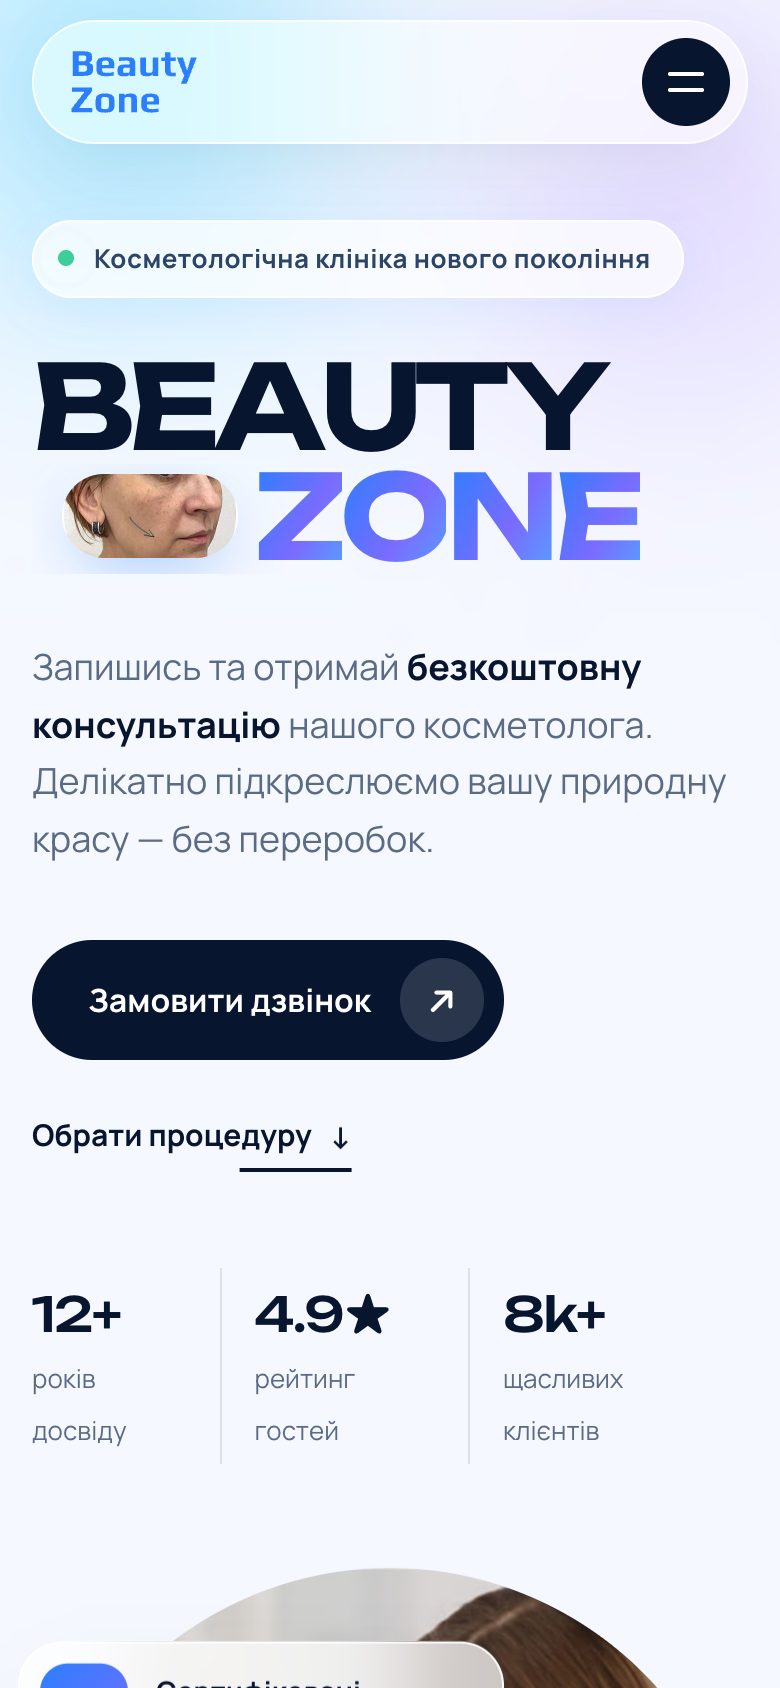 Beauty
Zone
Косметологічна клініка нового покоління
BEAUTY
ZONE
Запишись та отримай безкоштовну
консультацію нашого косметолога.
Делікатно підкреслюємо вашу природну
красу — без переробок.
Замовити дзвінок ↗
Обрати процедуру ↓
12+
років
досвіду
4.9★
рейтинг
гостей
8k+
щасливих
клієнтів
Сертифіковані